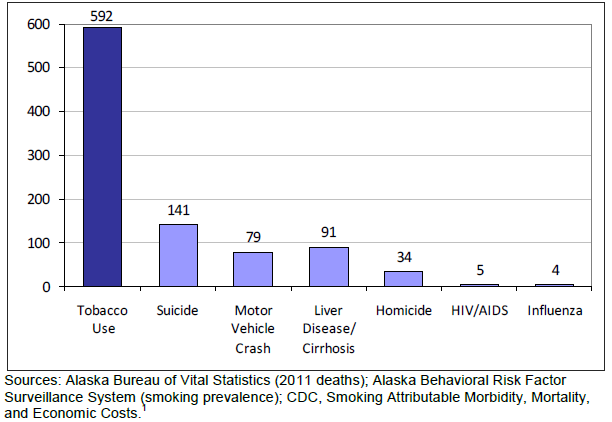 592
600
500
400
300
200
141
100
79
91
34
5
4
0
Tobacco Use
Suicide
Motor Vehicle Crash
Liver Disease/ Cirrhosis
Homicide
HIV/AIDS
Influenza
Sources: Alaska Bureau of Vital Statistics (2011 deaths); Alaska Behavioral Risk Factor
Surveillance System (smoking prevalence); CDC, Smoking Attributable Morbidity, Mortality,
and Economic Costs.1